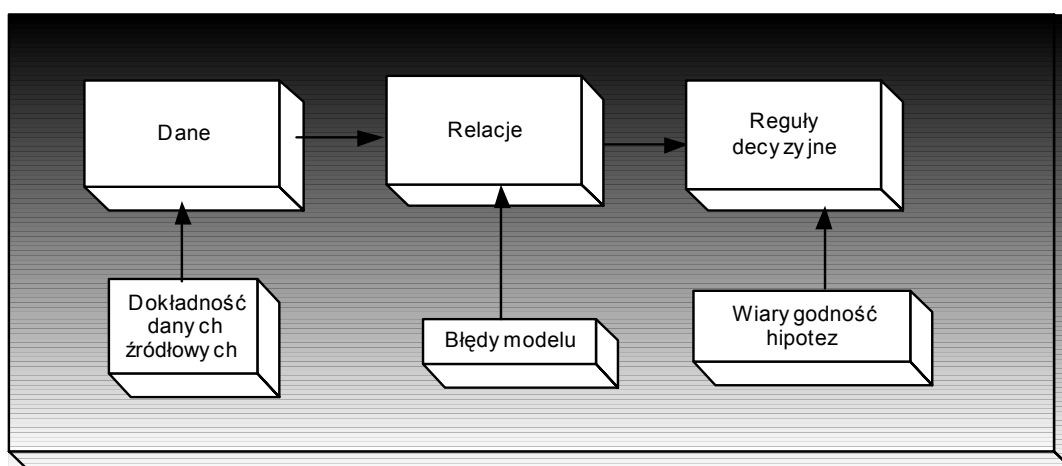 Dane
Relacje
Reguły
decyzyjne
Dokładność
danych
źródłowych
Błędy modelu
Wiarygodność
hipotez